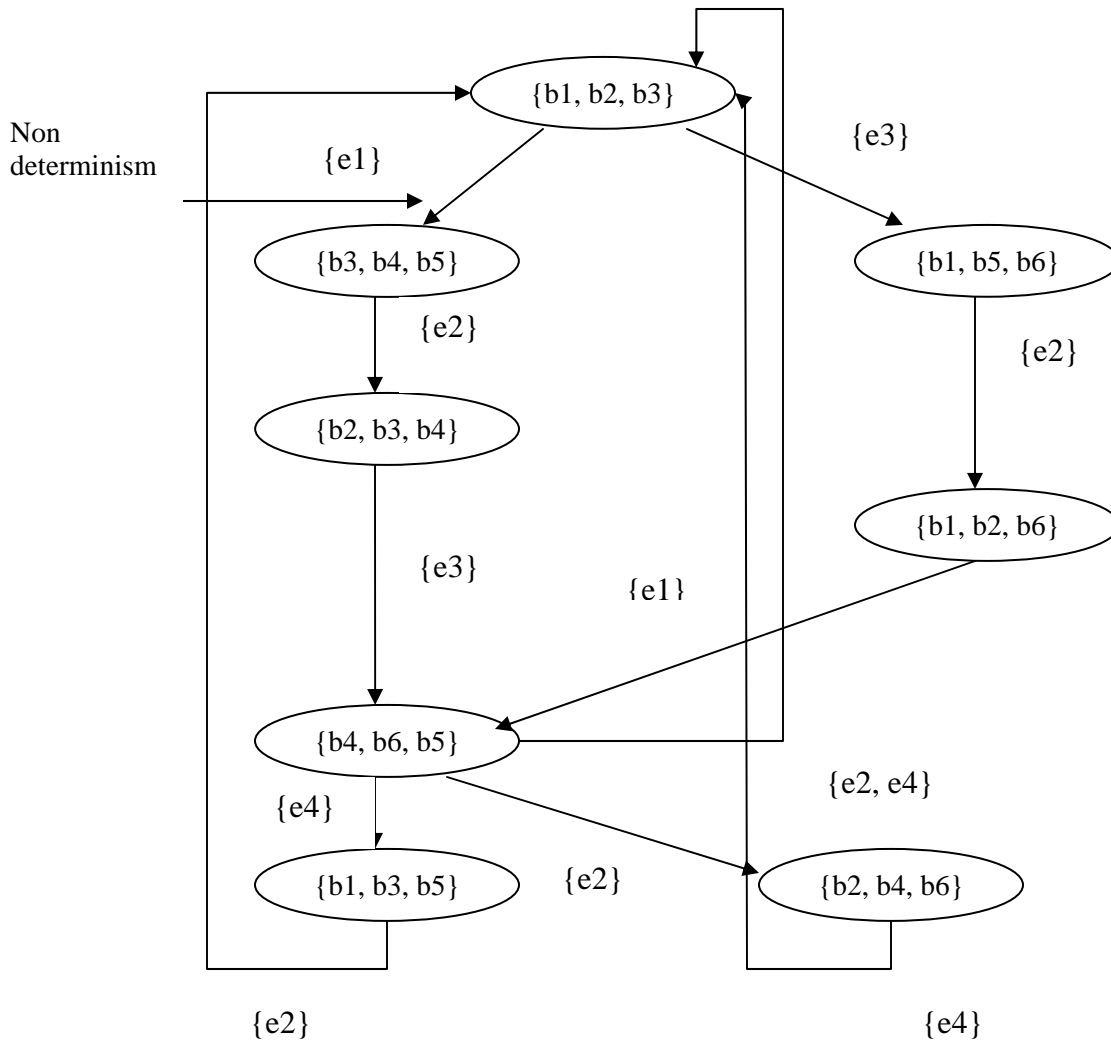 {b1, b2, b3}
Non
determinism
{e1}
{e3}
{b3, b4, b5}
{b1, b5, b6}
{e2}
{e2}
{b2, b3, b4}
{b1, b2, b6}
{e3}
{e1}
{b4, b6, b5}
{e4}
{e2, e4}
{b1, b3, b5}
{e2}
{b2, b4, b6}
{e2}
{e4}